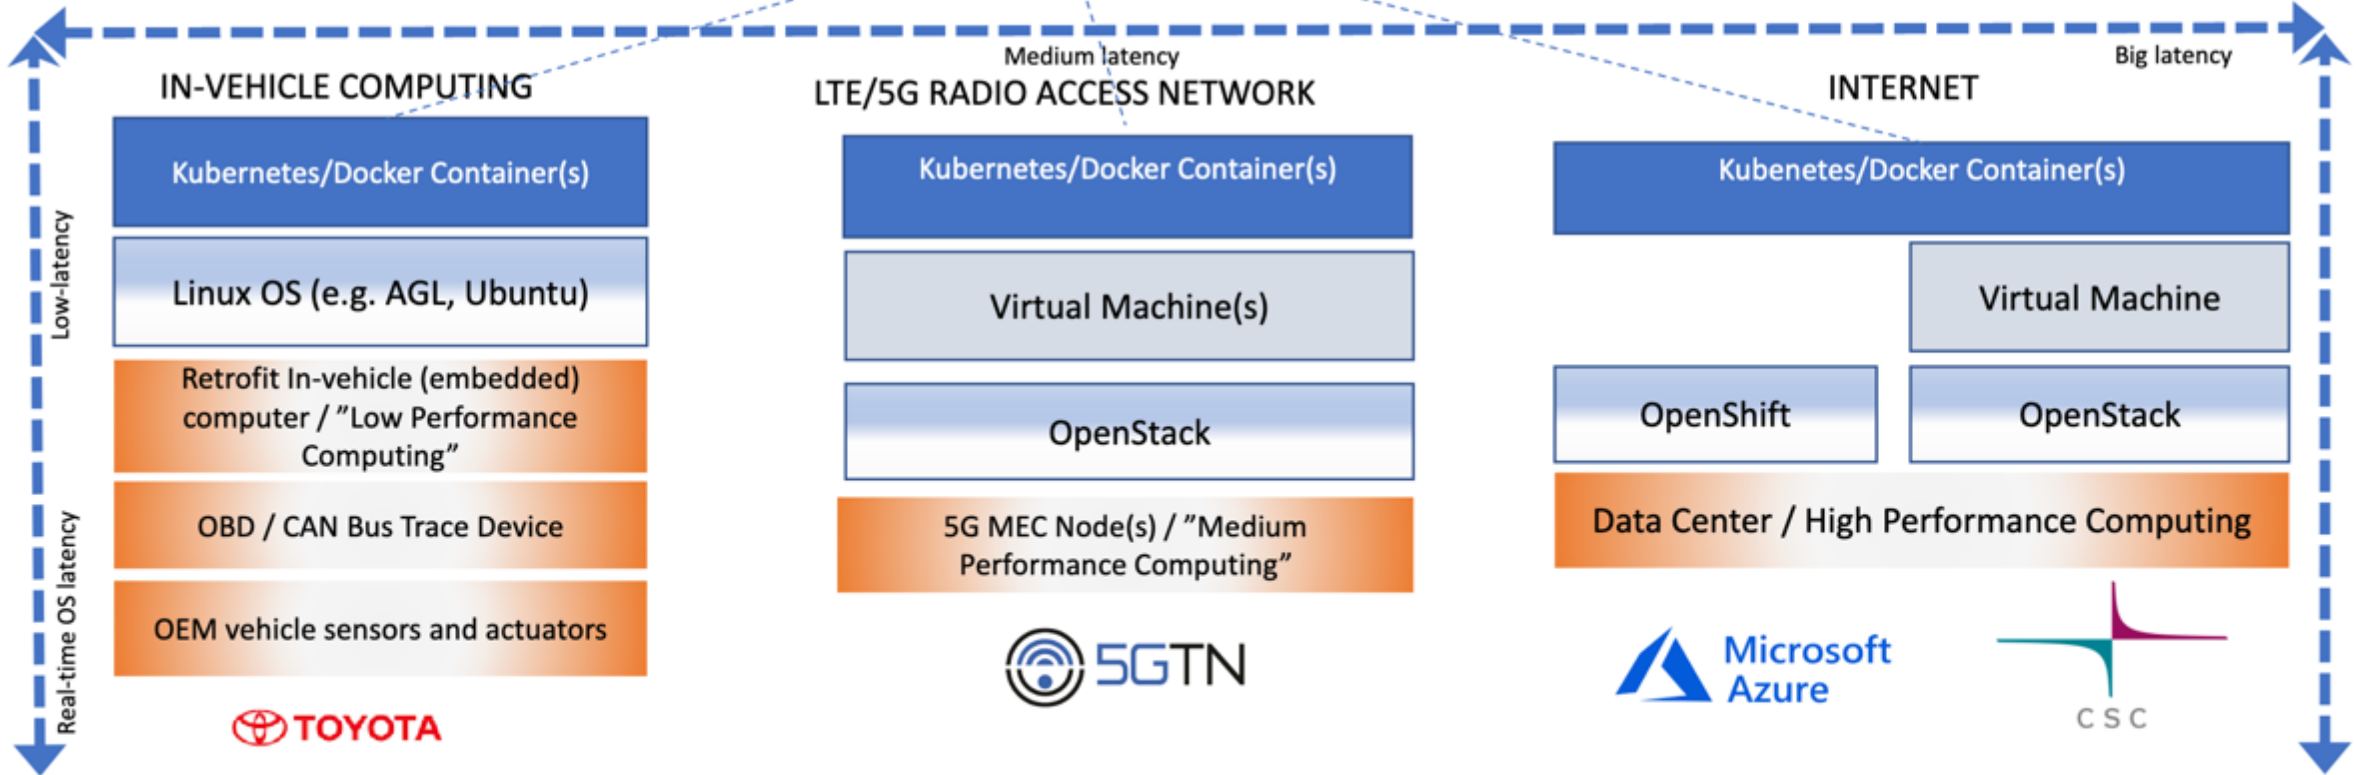 Medium latency
Big latency
IN-VEHICLE COMPUTING
LTE/5G RADIO ACCESS NETWORK
INTERNET
Low-latency
Real-time OS latency
Kubernetes/Docker Container(s)
Linux OS (e.g. AGL, Ubuntu)
Retrofit In-vehicle (embedded)
computer / ”Low Performance
Computing”
OBD / CAN Bus Trace Device
OEM vehicle sensors and actuators
TOYOTA
Kubernetes/Docker Container(s)
Virtual Machine(s)
OpenStack
5G MEC Node(s) / ”Medium
Performance Computing”
5GTN
Kubenetes/Docker Container(s)
Virtual Machine
OpenShift
OpenStack
Data Center / High Performance Computing
Microsoft
Azure
CSC